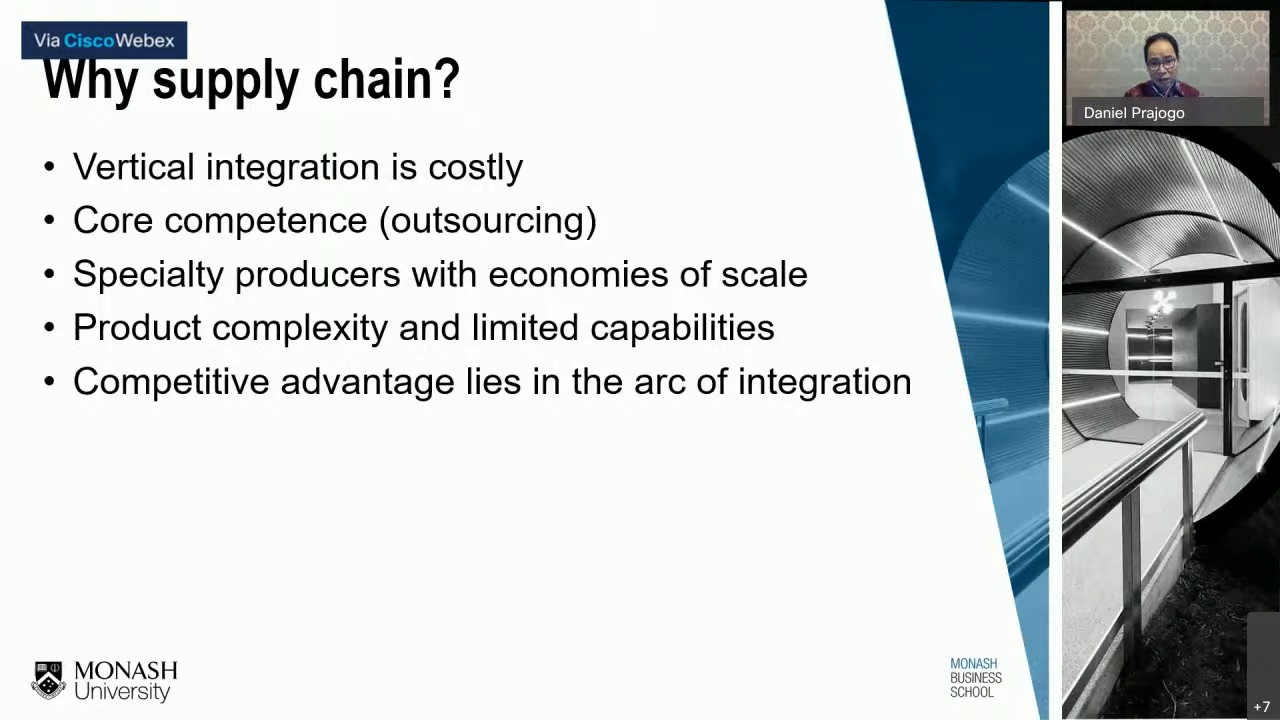 Via CiscoWebex
Why supply chain?
• Vertical integration is costly
• Core competence (outsourcing)
• Specialty producers with economies of scale
• Product complexity and limited capabilities
• Competitive advantage lies in the arc of integration
Daniel Prajogo
MONASH
University
MONASH
BUSINESS
SCHOOL
+7